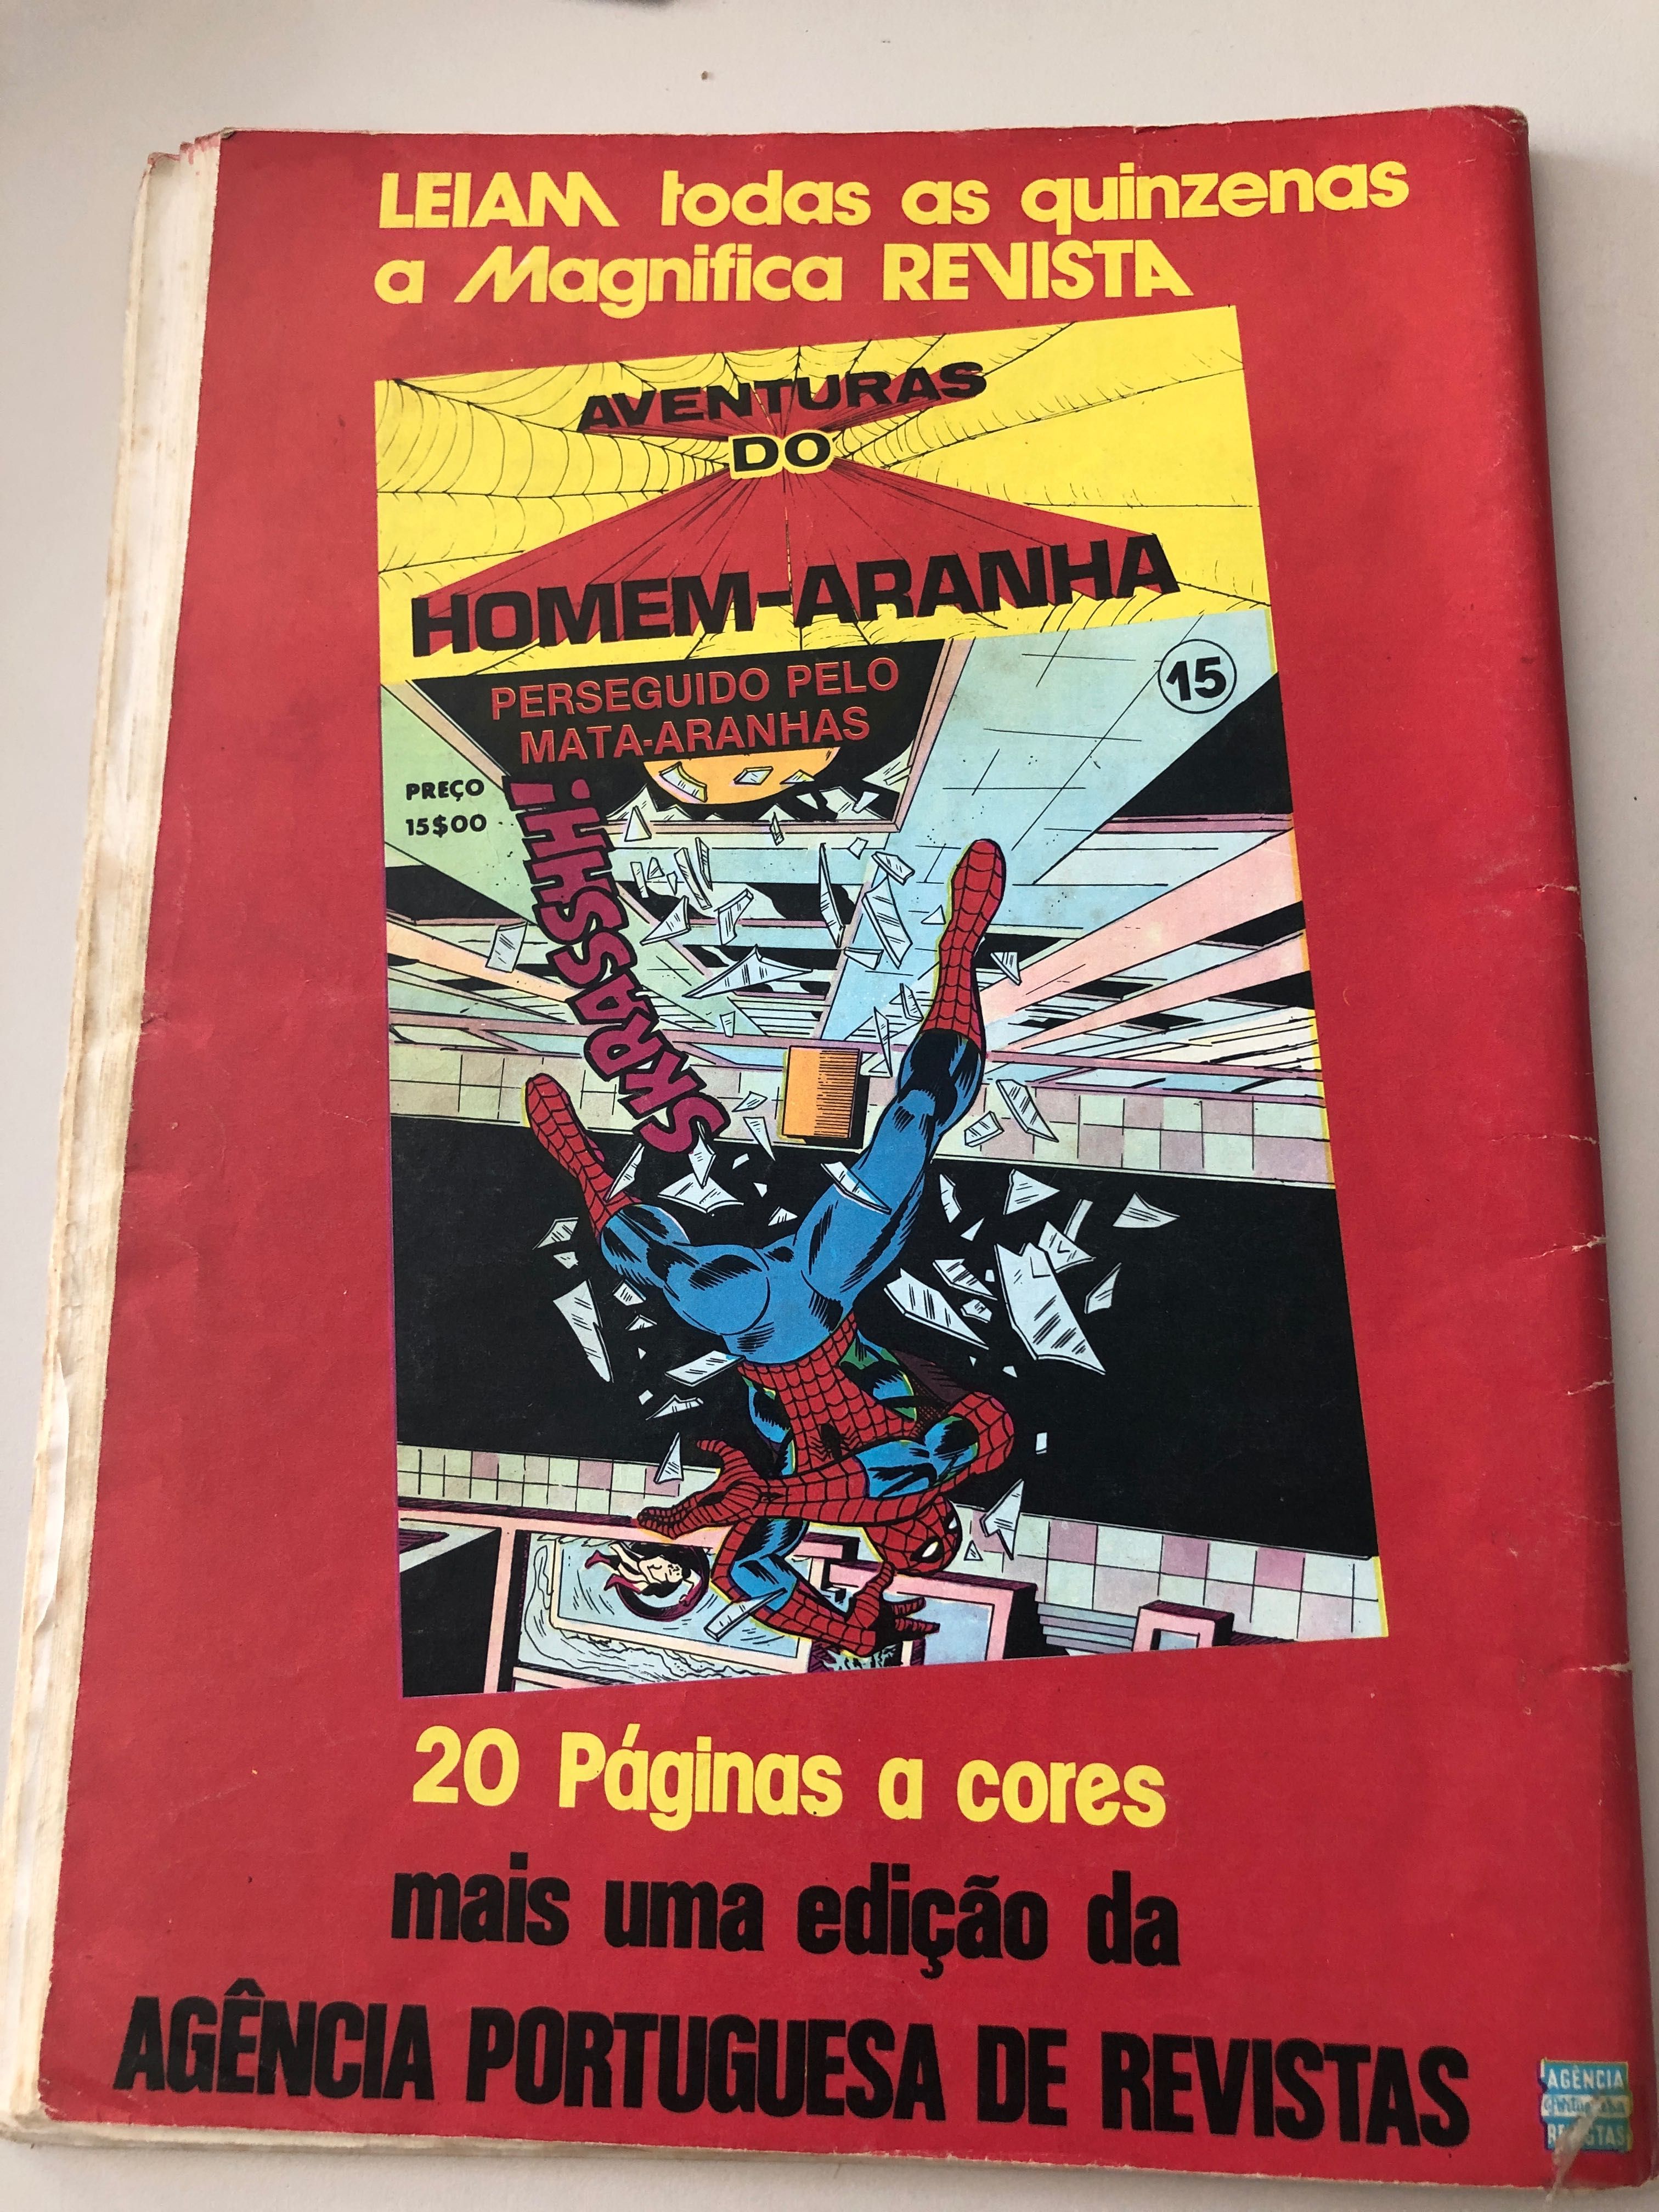 LEIAM todas as quinzenas
a Magnifica REVISTA
AVENTURAS
DO
HOMEM-ARANHA
PERSEGUIDO PELO
MATA-ARANHAS
15
PREÇO
15$00
SKRASSHH!
20 Páginas a cores
mais uma edição da
AGÊNCIA PORTUGUESA DE REVISTAS
AGÊNCIA
Portuguesa
REVISTAS